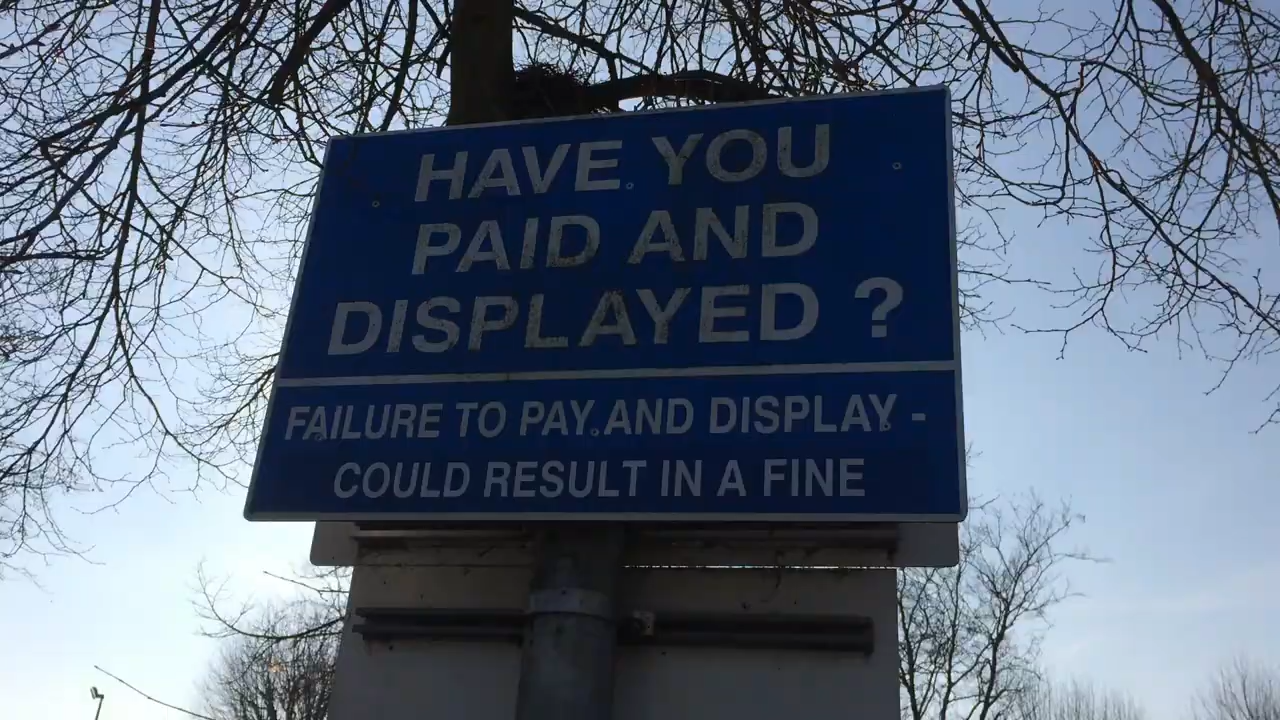 HAVE YOU
PAID AND
DISPLAYED ?
FAILURE TO PAY AND DISPLAY -
COULD RESULT IN A FINE